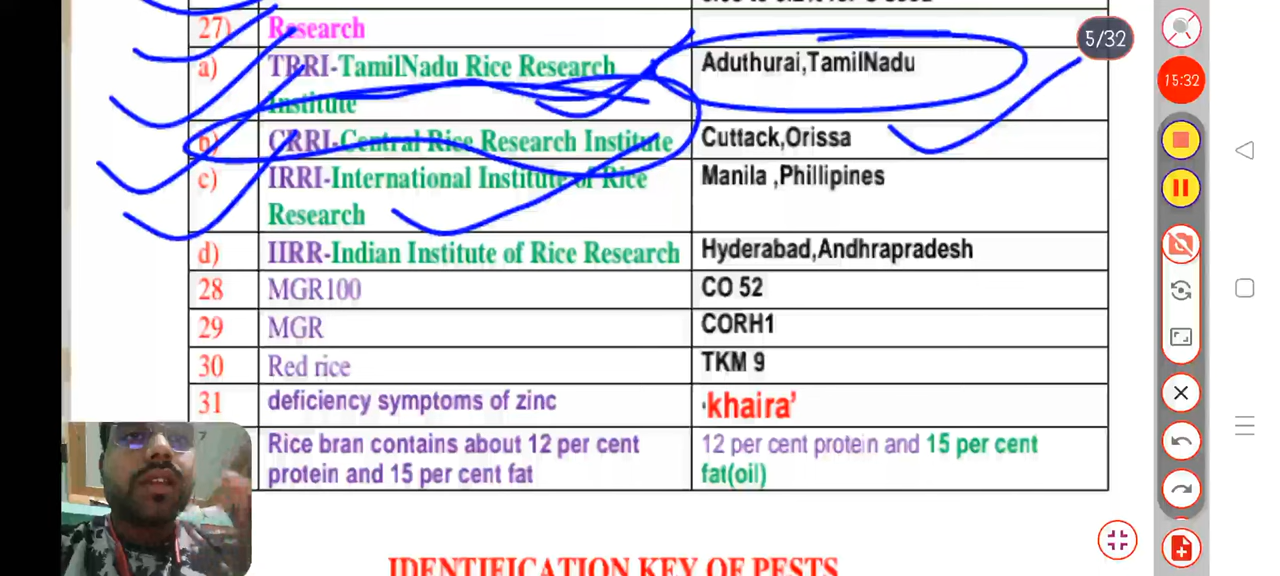 27) Research
a) TRRI-TamilNadu Rice Research Aduthurai,TamilNadu
Institute
b) CRRI-Central Rice Research Institute Cuttack,Orissa
c) IRRI-International Institute of Rice Manila ,Phillipines
Research
d) IIRR-Indian Institute of Rice Research Hyderabad,Andhrapradesh
28 MGR100 CO 52
29 MGR CORH1
30 Red rice TKM 9
31 deficiency symptoms of zinc ‘khaira’
Rice bran contains about 12 per cent 12 per cent protein and 15 per cent
protein and 15 per cent fat fat(oil)
IDENTIFICATION KEY OF PESTS
5/32
15:32